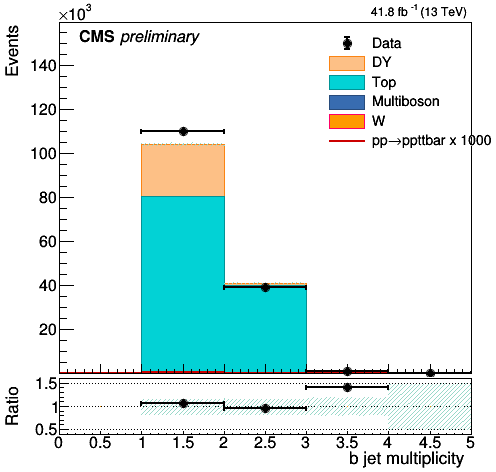 ×10³
41.8 fb⁻¹ (13 TeV)
CMS preliminary
Events
140
120
100
80
60
40
20
Data
DY
Top
Multiboson
W
pp→ppttbar x 1000
Ratio
1.5
1
0.5
0 0.5 1 1.5 2 2.5 3 3.5 4 4.5 5
b jet multiplicity